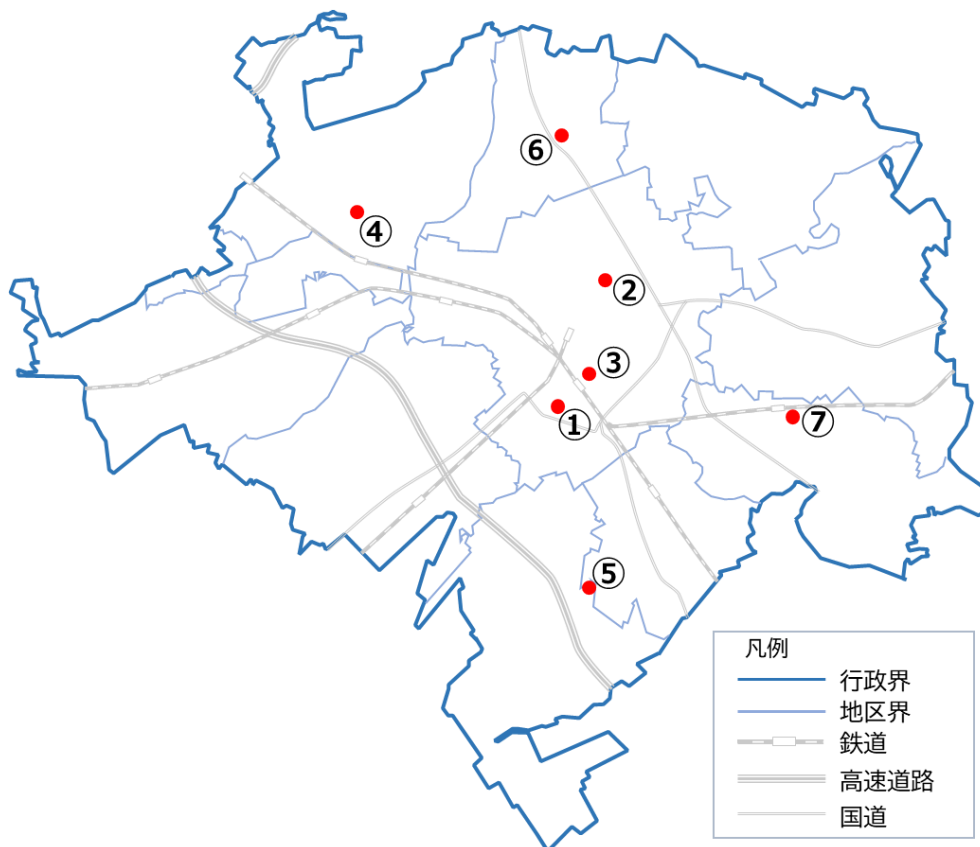 ⑥
④
②
③
①
⑦
⑤
凡例
行政界
地区界
鉄道
高速道路
国道